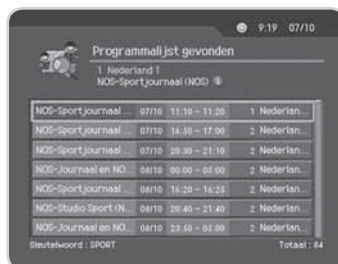 9:19 07/10
Programmalijst gevonden
1 Nederland 1
NOS-Sportjournaal (NOS)
NOS-Sportjournaal ... 07/10 11:10 ~ 11:20 1 Nederlan...
NOS-Sportjournaal ... 07/10 16:50 ~ 17:00 2 Nederlan...
NOS-Sportjournaal ... 07/10 20:30 ~ 21:10 2 Nederlan...
NOS-Journaal en NO... 08/10 00:00 ~ 05:00 2 Nederlan...
NOS-Sportjournaal ... 08/10 16:20 ~ 16:25 2 Nederlan...
NOS-Studio Sport (N... 08/10 20:40 ~ 21:40 2 Nederlan...
NOS-Journaal en NO... 08/10 23:50 ~ 05:00 2 Nederlan...
Sleutelwoord : SPORT Totaal : 64